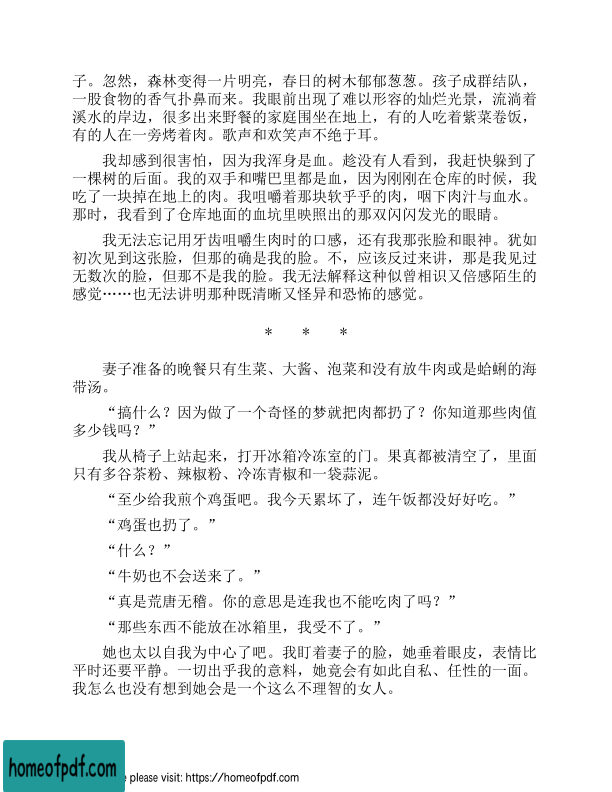 子。忽然，森林变得一片明亮，春日的树木郁郁葱葱。孩子成群结队，
一股食物的香气扑鼻而来。我眼前出现了难以形容的灿烂光景，流淌着
溪水的岸边，很多出来野餐的家庭围坐在地上，有的人吃着紫菜卷饭，
有的人在一旁烤着肉。歌声和欢笑声不绝于耳。
我却感到很害怕，因为我浑身是血。趁没有人看到，我赶快躲到了
一棵树的后面。我的双手和嘴巴里都是血，因为刚刚在仓库的时候，我
吃了一块掉在地上的肉。我咀嚼着那块软乎乎的肉，咽下肉汁与血水。
那时，我看到了仓库地面的血坑里映照出的那双闪闪发光的眼睛。
我无法忘记用牙齿咀嚼生肉时的口感，还有我那张脸和眼神。犹如
初次见到这张脸，但那的确是我的脸。不，应该反过来讲，那是我见过
无数次的脸，但那不是我的脸。我无法解释这种似曾相识又倍感陌生的
感觉……也无法讲明那种既清晰又怪异和恐怖的感觉。
* * *
妻子准备的晚餐只有生菜、大酱、泡菜和没有放牛肉或是蛤蜊的海
带汤。
“搞什么？因为做了一个奇怪的梦就把肉都扔了？你知道那些肉值
多少钱吗？”
我从椅子上站起来，打开冰箱冷冻室的门。果真都被清空了，里面
只有多谷茶粉、辣椒粉、冷冻青椒和一袋蒜泥。
“至少给我煎个鸡蛋吧。我今天累坏了，连午饭都没好好吃。”
“鸡蛋也扔了。”
“什么？”
“牛奶也不会送来了。”
“真是荒唐无稽。你的意思是连我也不能吃肉了吗？”
“那些东西不能放在冰箱里，我受不了。”
她也太以自我为中心了吧。我盯着妻子的脸，她垂着眼皮，表情比
平时还要平静。一切出乎我的意料，她竟会有如此自私、任性的一面。
我怎么也没有想到她会是一个这么不理智的女人。
homeofpdf.com
e please visit: https://homeofpdf.com